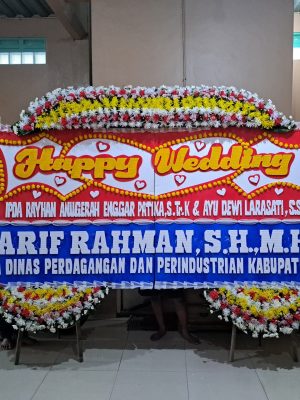 Happy Wedding
IPDA RAYHAN ANUGERAH ENGGAR PATIKA,S.Tr.K & AYU DEWI LARASATI, S.S
ARIF RAHMAN, S.H.,M.H
DINAS PERDAGANGAN DAN PERINDUSTRIAN KABUPAT